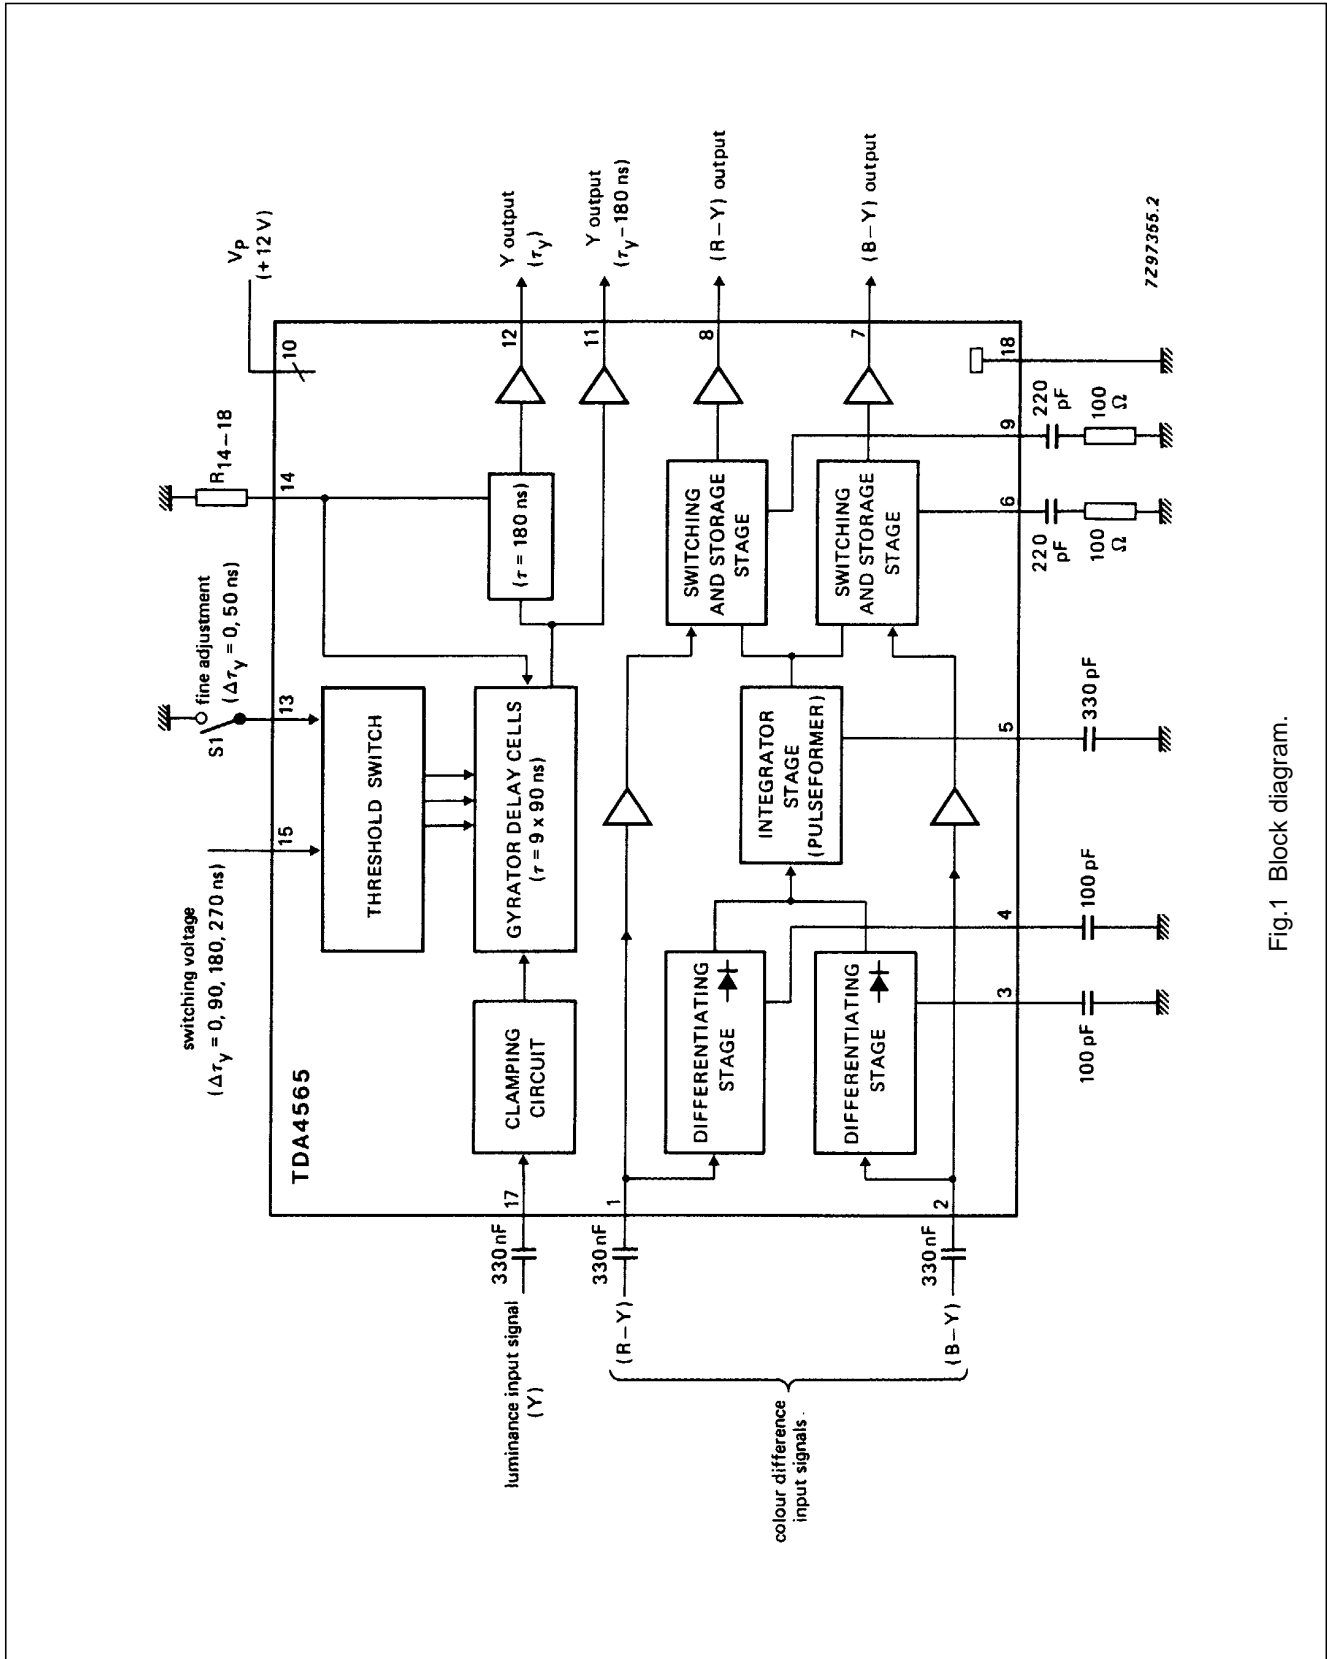 switching voltage
(Δτy = 0, 90, 180, 270 ns)
S1
fine adjustment
(Δτy = 0, 50 ns)
R14–18
VP
(+ 12 V)
TDA4565
15
13
14
10
THRESHOLD SWITCH
luminance input signal
(Y)
330 nF
17
CLAMPING
CIRCUIT
GYRATOR DELAY CELLS
(τ = 9 x 90 ns)
(τ = 180 ns)
12
Y output
(τy)
11
Y output
(τy–180 ns)
colour difference
input signals
(R–Y)
330 nF
1
DIFFERENTIATING
STAGE
SWITCHING
AND STORAGE
STAGE
8
(R–Y) output
INTEGRATOR
STAGE
(PULSEFORMER)
(B–Y)
330 nF
2
DIFFERENTIATING
STAGE
SWITCHING
AND STORAGE
STAGE
7
(B–Y) output
3
4
5
6
9
18
100 pF
100 pF
330 pF
220
pF
100
Ω
220
pF
100
Ω
7297355.2
Fig.1 Block diagram.